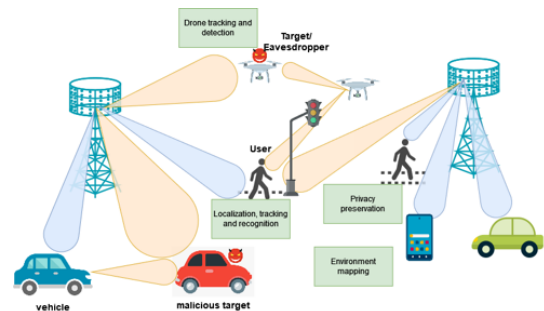 Drone tracking and
detection
Target/
Eavesdropper
User
Localization, tracking
and recognition
Privacy
preservation
Environment
mapping
vehicle
malicious target